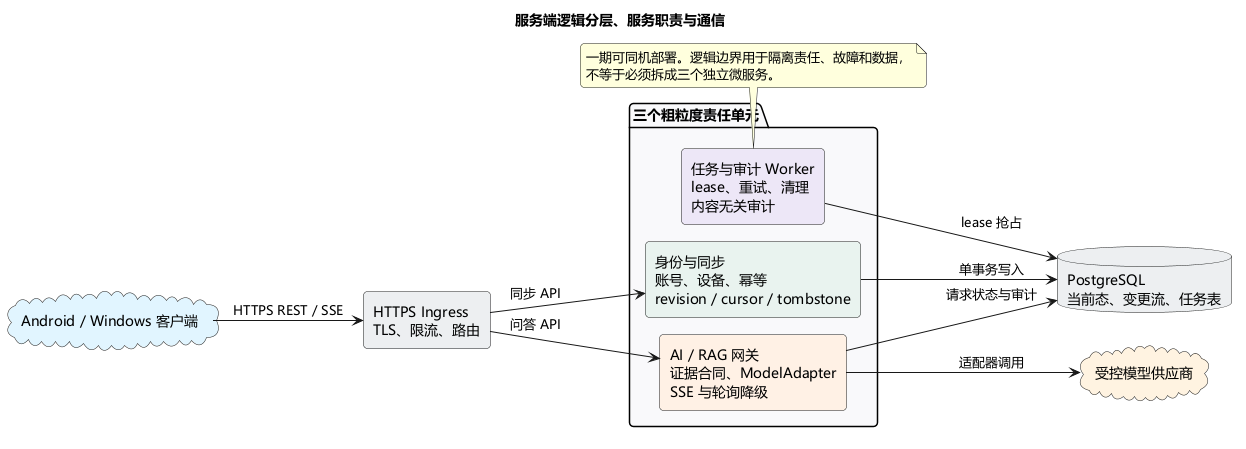 服务端逻辑分层、服务职责与通信
一期可同机部署。逻辑边界用于隔离责任、故障和数据，
不等于必须拆成三个独立微服务。
三个粗粒度责任单元
任务与审计 Worker
lease、重试、清理
内容无关审计
lease 抢占
身份与同步
账号、设备、幂等
revision / cursor / tombstone
单事务写入
PostgreSQL
当前态、变更流、任务表
Android / Windows 客户端
HTTPS REST / SSE
HTTPS Ingress
TLS、限流、路由
同步 API
问答 API
请求状态与审计
AI / RAG 网关
证据合同、ModelAdapter
SSE 与轮询降级
适配器调用
受控模型供应商